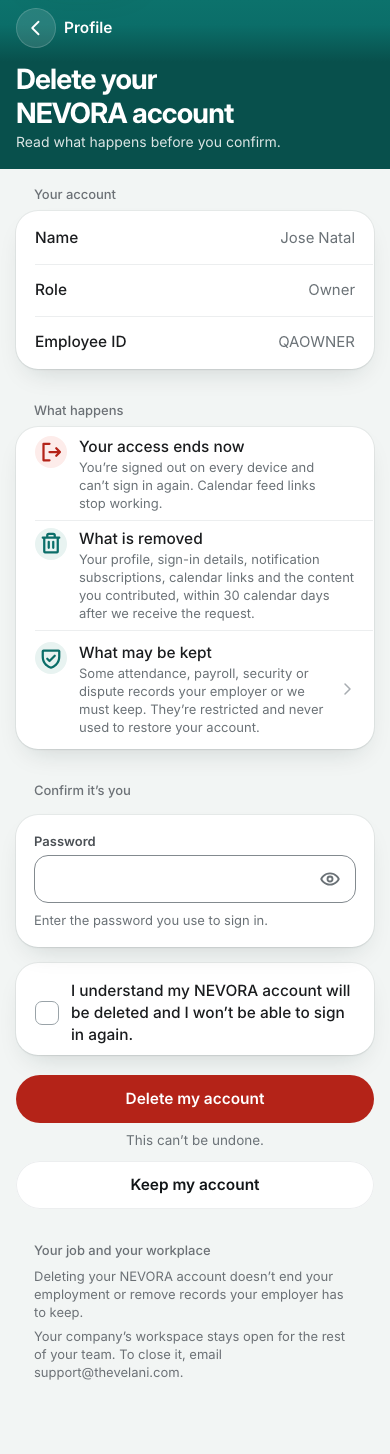 Profile
Delete your
NEVORA account
Read what happens before you confirm.
Your account
Name
Jose Natal
Role
Owner
Employee ID
QAOWNER
What happens
Your access ends now
You’re signed out on every device and
can’t sign in again. Calendar feed links
stop working.
What is removed
Your profile, sign-in details, notification
subscriptions, calendar links and the content
you contributed, within 30 calendar days
after we receive the request.
What may be kept
Some attendance, payroll, security or
dispute records your employer or we
must keep. They’re restricted and never
used to restore your account.
Confirm it’s you
Password
Enter the password you use to sign in.
I understand my NEVORA account will
be deleted and I won’t be able to sign
in again.
Delete my account
This can’t be undone.
Keep my account
Your job and your workplace
Deleting your NEVORA account doesn’t end your
employment or remove records your employer has
to keep.
Your company’s workspace stays open for the rest
of your team. To close it, email
support@thevelani.com.